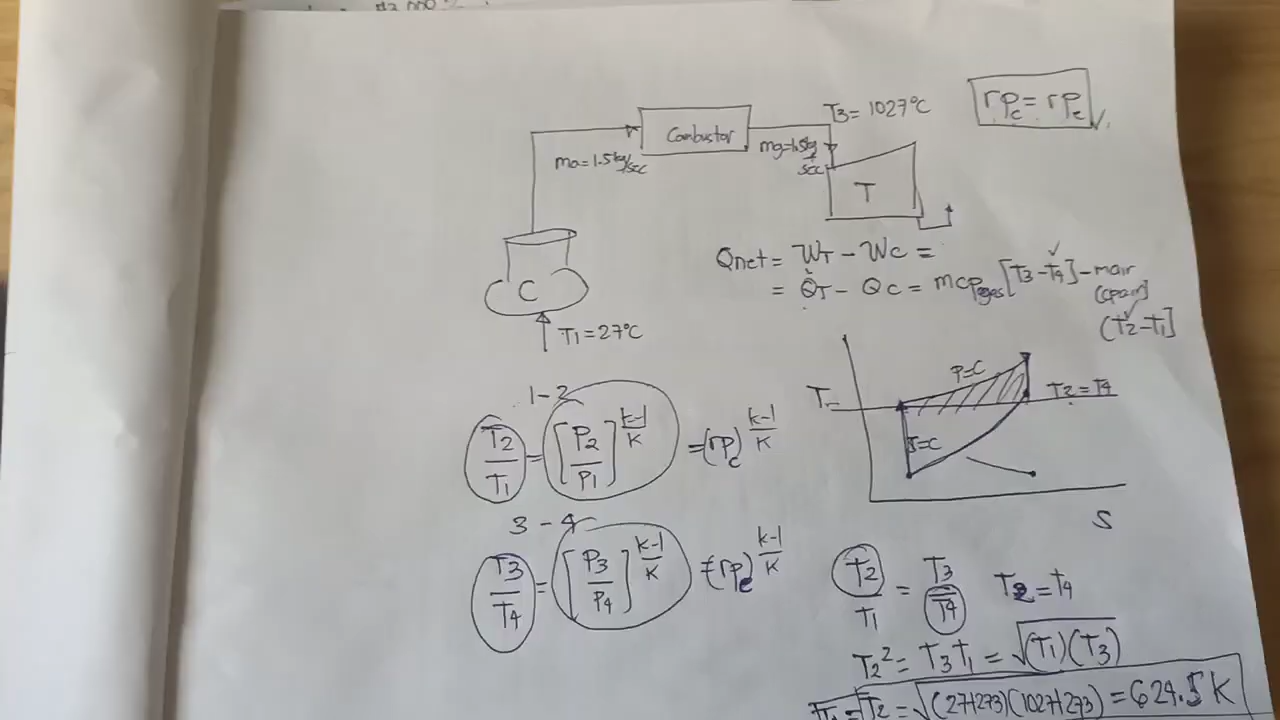 T3 = 1027°C
rpc = rpe
Combustor
ma=1.5kg/sec
mg=1.5kg/sec
T
C
T1 = 27°C
Qnet = WT - WC =
= QT - QC = mcpgas [T3 - T4] - mair
(cpair)
(T2 - T1]
1-2
T2/T1 = [P2/P1]^k-1/k = (rpc)^k-1/k
P=C
T
T2 = T4
S=C
S
3 - 4
T3/T4 = [P3/P4]^k-1/k = (rpe)^k-1/k
T2/T1 = T3/T4
T2 = T4
T2² = T3T1 = √(T1)(T3)
T2 = √(27+273)(1027+273) = 624.5 K